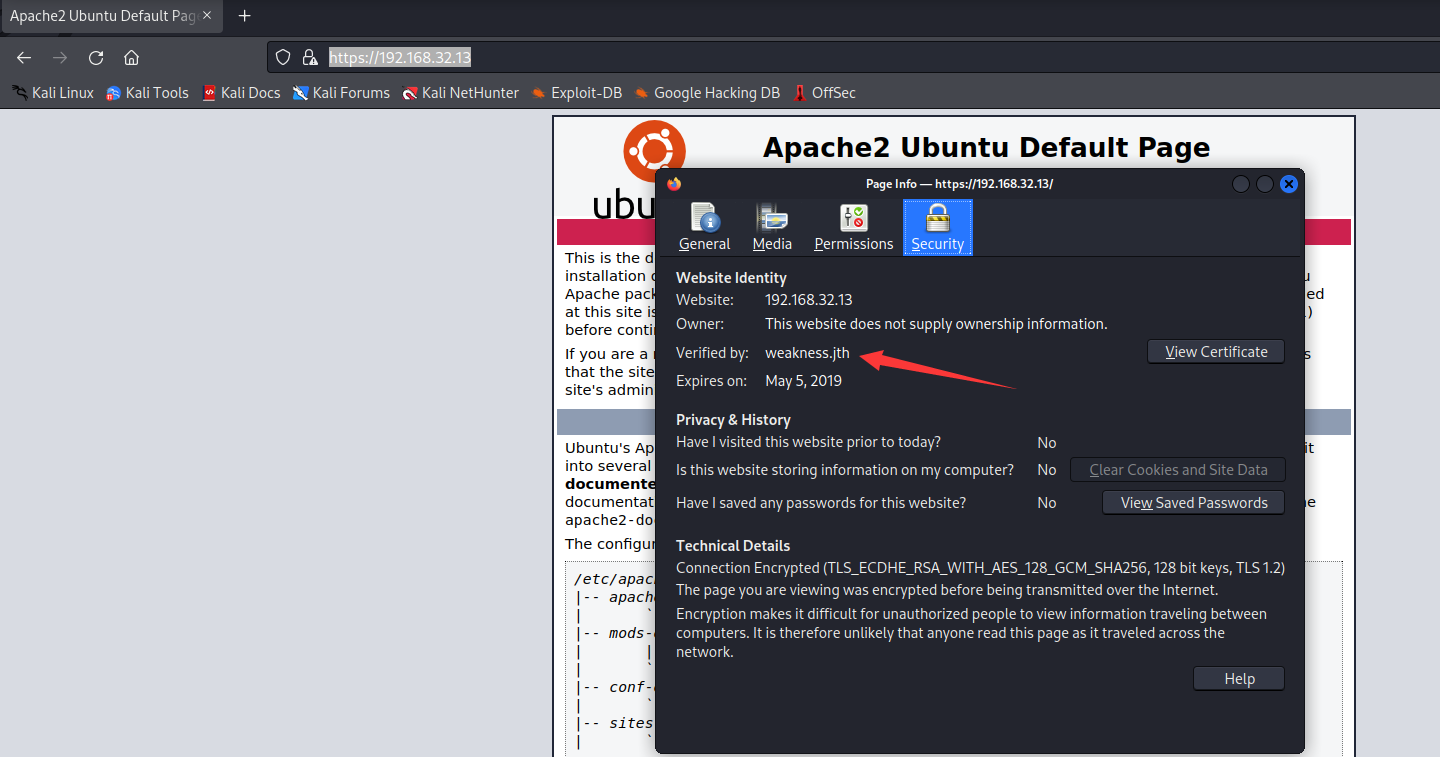 Apache2 Ubuntu Default Pag
https://192.168.32.13
Kali Linux Kali Tools Kali Docs Kali Forums Kali NetHunter Exploit-DB Google Hacking DB OffSec
Apache2 Ubuntu Default Page
ubu
Page Info — https://192.168.32.13/
General Media Permissions Security
This is the d
installation
Apache pack
ed
at this site is
)
before conti
If you are a
s
that the site
site's admin
Website Identity
Website: 192.168.32.13
Owner: This website does not supply ownership information.
Verified by: weakness.jth View Certificate
Expires on: May 5, 2019
Privacy & History
Have I visited this website prior to today? No
Is this website storing information on my computer? No Clear Cookies and Site Data
Have I saved any passwords for this website? No View Saved Passwords
Technical Details
Connection Encrypted (TLS_ECDHE_RSA_WITH_AES_128_GCM_SHA256, 128 bit keys, TLS 1.2)
The page you are viewing was encrypted before being transmitted over the Internet.
Encryption makes it difficult for unauthorized people to view information traveling between
computers. It is therefore unlikely that anyone read this page as it traveled across the
network.
Help
Ubuntu's Ap
it
into several
documente
documentat
ne
apache2-do
The configur
/etc/apac
|-- apach
| `
|-- mods-
| |
| `
|-- conf-
| `
|-- sites
| `